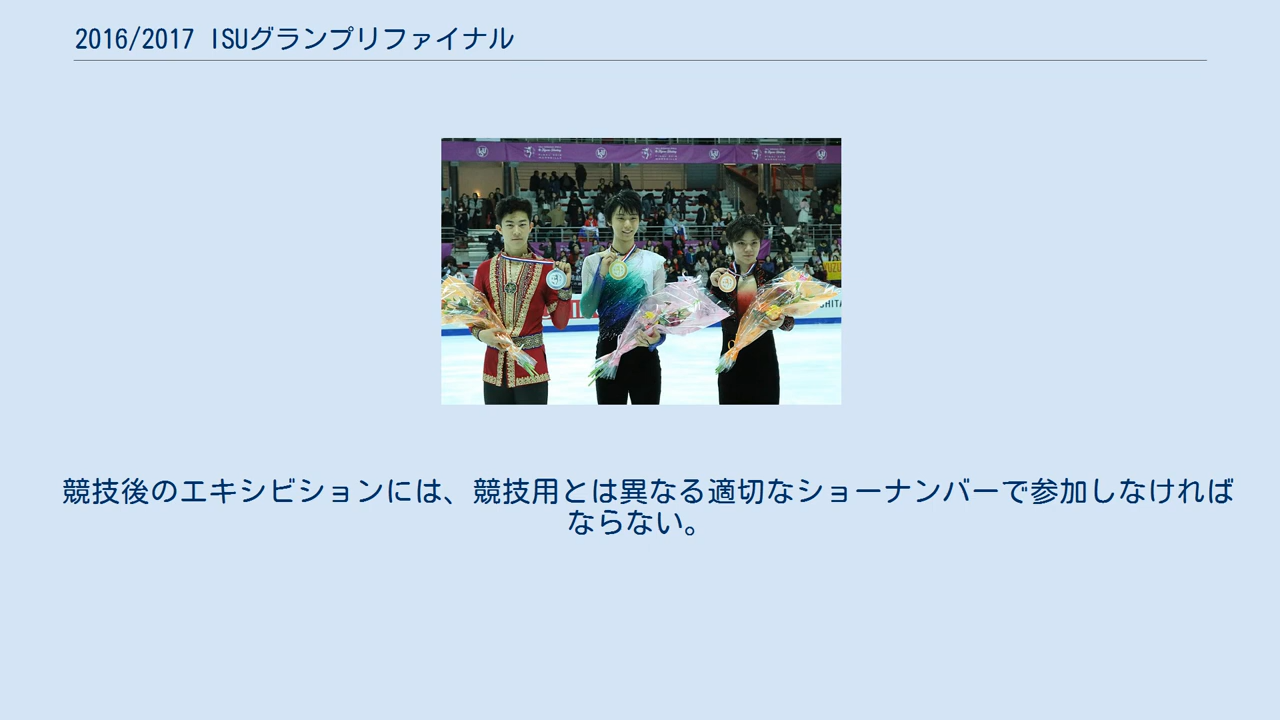 2016/2017 ISUグランプリファイナル
競技後のエキシビションには、競技用とは異なる適切なショーナンバーで参加しなければ
ならない。